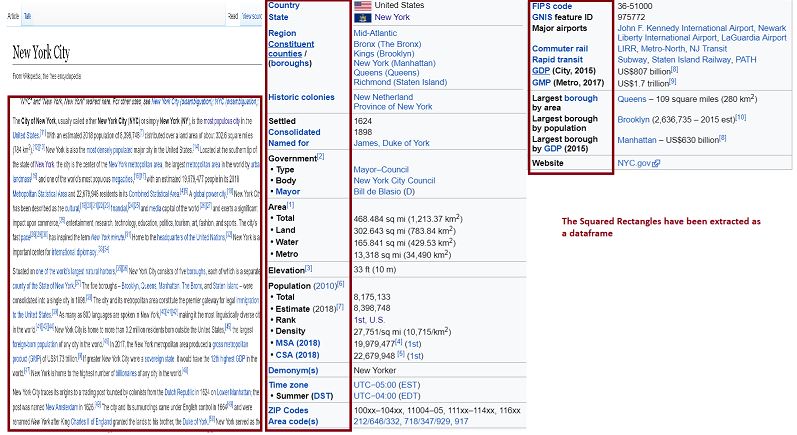 Article
Talk
Read
View source
New York City
From Wikipedia, the free encyclopedia
"NYC" and "New York, New York" redirect here. For other uses, see New York City (disambiguation), NYC (disambiguation)
The City of New York, usually called either New York City (NYC) or simply New York (NY), is the most populous city in the
United States. With an estimated 2018 population of 8,398,748 distributed over a land area of about 302.6 square miles
(784 km²), New York is also the most densely populated major city in the United States. Located at the southern tip of
the state of New York, the city is the center of the New York metropolitan area, the largest metropolitan area in the world by urban
landmass and one of the world's most populous megacities, with an estimated 19,979,477 people in its 2018
Metropolitan Statistical Area and 22,679,948 residents in its Combined Statistical Area. A global power city, New York City
has been described as the cultural, financial, and media capital of the world, and exerts a significant
impact upon commerce, entertainment, research, technology, education, politics, tourism, art, fashion, and sports. The city's
fast pace has inspired the term New York minute. Home to the headquarters of the United Nations, New York is an
important center for international diplomacy.
Situated on one of the world's largest natural harbors, New York City consists of five boroughs, each of which is a separate
county of the State of New York. The five boroughs – Brooklyn, Queens, Manhattan, The Bronx, and Staten Island – were
consolidated into a single city in 1898. The city and its metropolitan area constitute the premier gateway for legal immigration
to the United States. As many as 800 languages are spoken in New York, making it the most linguistically diverse city
in the world. New York City is home to more than 3.2 million residents born outside the United States, the largest
foreign-born population of any city in the world. In 2017, the New York metropolitan area produced a gross metropolitan
product (GMP) of US$1.73 trillion. If greater New York City were a sovereign state, it would have the 12th highest GDP in the
world. New York is home to the highest number of billionaires of any city in the world.
New York City traces its origins to a trading post founded by colonists from the Dutch Republic in 1624 on Lower Manhattan; the
post was named New Amsterdam in 1626. The city and its surroundings came under English control in 1664 and were
renamed New York after King Charles II of England granted the lands to his brother, the Duke of York. New York served as the
Country United States
State New York
Region Mid-Atlantic
Constituent Bronx (The Bronx)
counties / Kings (Brooklyn)
(boroughs) New York (Manhattan)
Queens (Queens)
Richmond (Staten Island)
Historic colonies New Netherland
Province of New York
Settled 1624
Consolidated 1898
Named for James, Duke of York
Government[2]
• Type Mayor–Council
• Body New York City Council
• Mayor Bill de Blasio (D)
Area[1]
• Total 468.484 sq mi (1,213.37 km²)
• Land 302.643 sq mi (783.84 km²)
• Water 165.841 sq mi (429.53 km²)
• Metro 13,318 sq mi (34,490 km²)
Elevation[3] 33 ft (10 m)
Population (2010)[6]
• Total 8,175,133
• Estimate (2018)[7] 8,398,748
• Rank 1st, U.S.
• Density 27,751/sq mi (10,715/km²)
• MSA (2018) 19,979,477[4] (1st)
• CSA (2018) 22,679,948 [5] (1st)
Demonym(s) New Yorker
Time zone UTC−05:00 (EST)
• Summer (DST) UTC−04:00 (EDT)
ZIP Codes 100xx–104xx, 11004–05, 111xx–114xx, 116xx
Area code(s) 212/646/332, 718/347/929, 917
FIPS code 36-51000
GNIS feature ID 975772
Major airports John F. Kennedy International Airport, Newark
Liberty International Airport, LaGuardia Airport
Commuter rail LIRR, Metro-North, NJ Transit
Rapid transit Subway, Staten Island Railway, PATH
GDP (City, 2015) US$807 billion[8]
GMP (Metro, 2017) US$1.7 trillion[9]
Largest borough Queens – 109 square miles (280 km²)
by area
Largest borough Brooklyn (2,636,735 – 2015 est)[10]
by population
Largest borough Manhattan – US$630 billion[8]
by GDP (2015)
Website NYC.gov
The Squared Rectangles have been extracted as
a dataframe